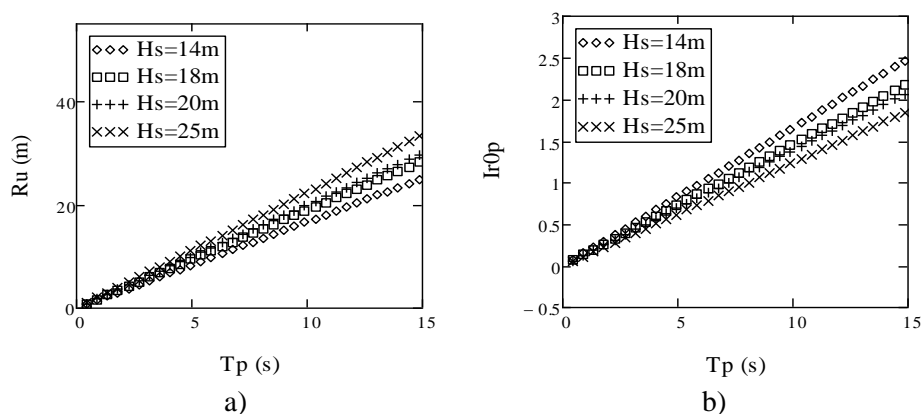 Hs=14m
Hs=18m
Hs=20m
Hs=25m
40
20
0
0
5
10
15
Ru (m)
Tp (s)
a)
3
2.5
2
1.5
1
0.5
0
− 0.5
0
5
10
15
Hs=14m
Hs=18m
Hs=20m
Hs=25m
Ir0p
Tp (s)
b)